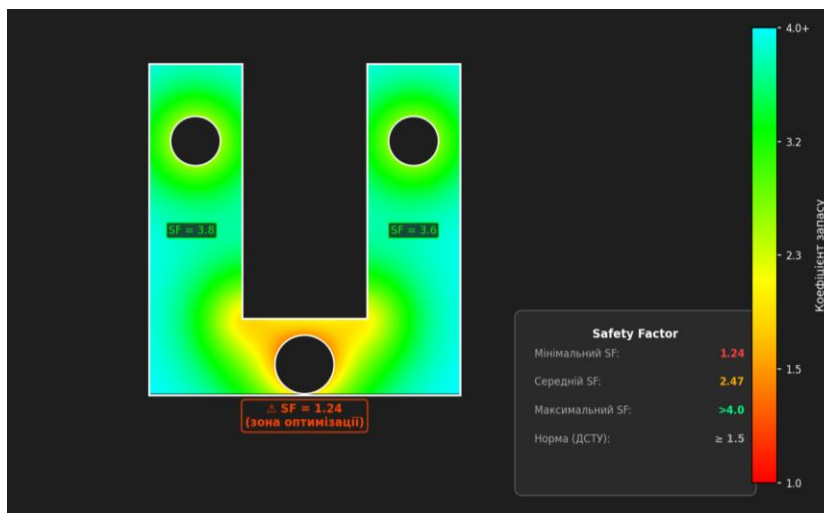 4.0+
3.2
2.3
1.5
1.0
Коефіцієнт запасу
SF = 3.8
SF = 3.6
⚠ SF = 1.24
(зона оптимізації)
Safety Factor
Мінімальний SF: 1.24
Середній SF: 2.47
Максимальний SF: >4.0
Норма (ДСТУ): ≥ 1.5